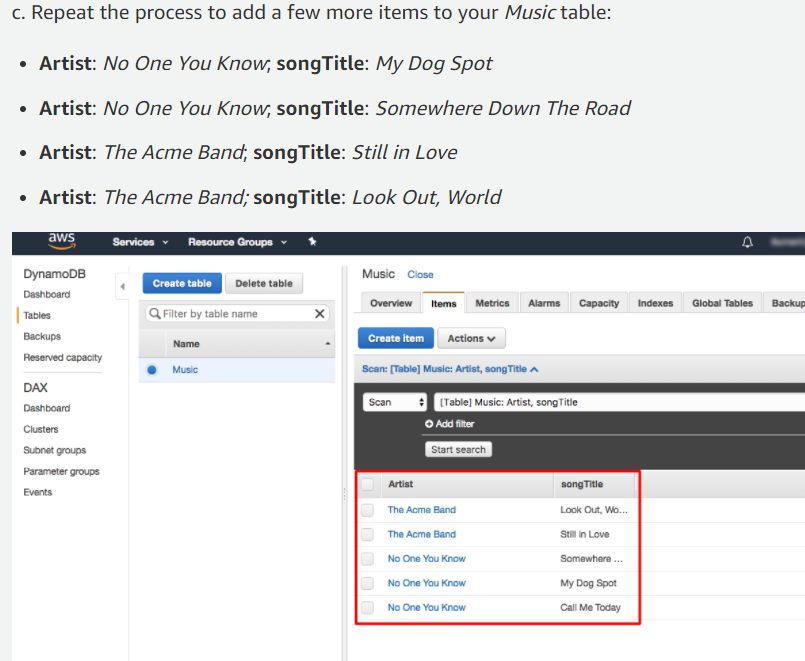 c. Repeat the process to add a few more items to your Music table:
• Artist: No One You Know; songTitle: My Dog Spot
• Artist: No One You Know; songTitle: Somewhere Down The Road
• Artist: The Acme Band; songTitle: Still in Love
• Artist: The Acme Band; songTitle: Look Out, World
aws Services Resource Groups
DynamoDB
Dashboard
Tables
Backups
Reserved capacity
DAX
Dashboard
Clusters
Subnet groups
Parameter groups
Events
Create table Delete table
Filter by table name
Name
Music
Music Close
Overview Items Metrics Alarms Capacity Indexes Global Tables Backup
Create item Actions
Scan: [Table] Music: Artist, songTitle
Scan [Table] Music: Artist, songTitle
Add filter
Start search
Artist songTitle
The Acme Band Look Out, Wo...
The Acme Band Still in Love
No One You Know Somewhere ...
No One You Know My Dog Spot
No One You Know Call Me Today